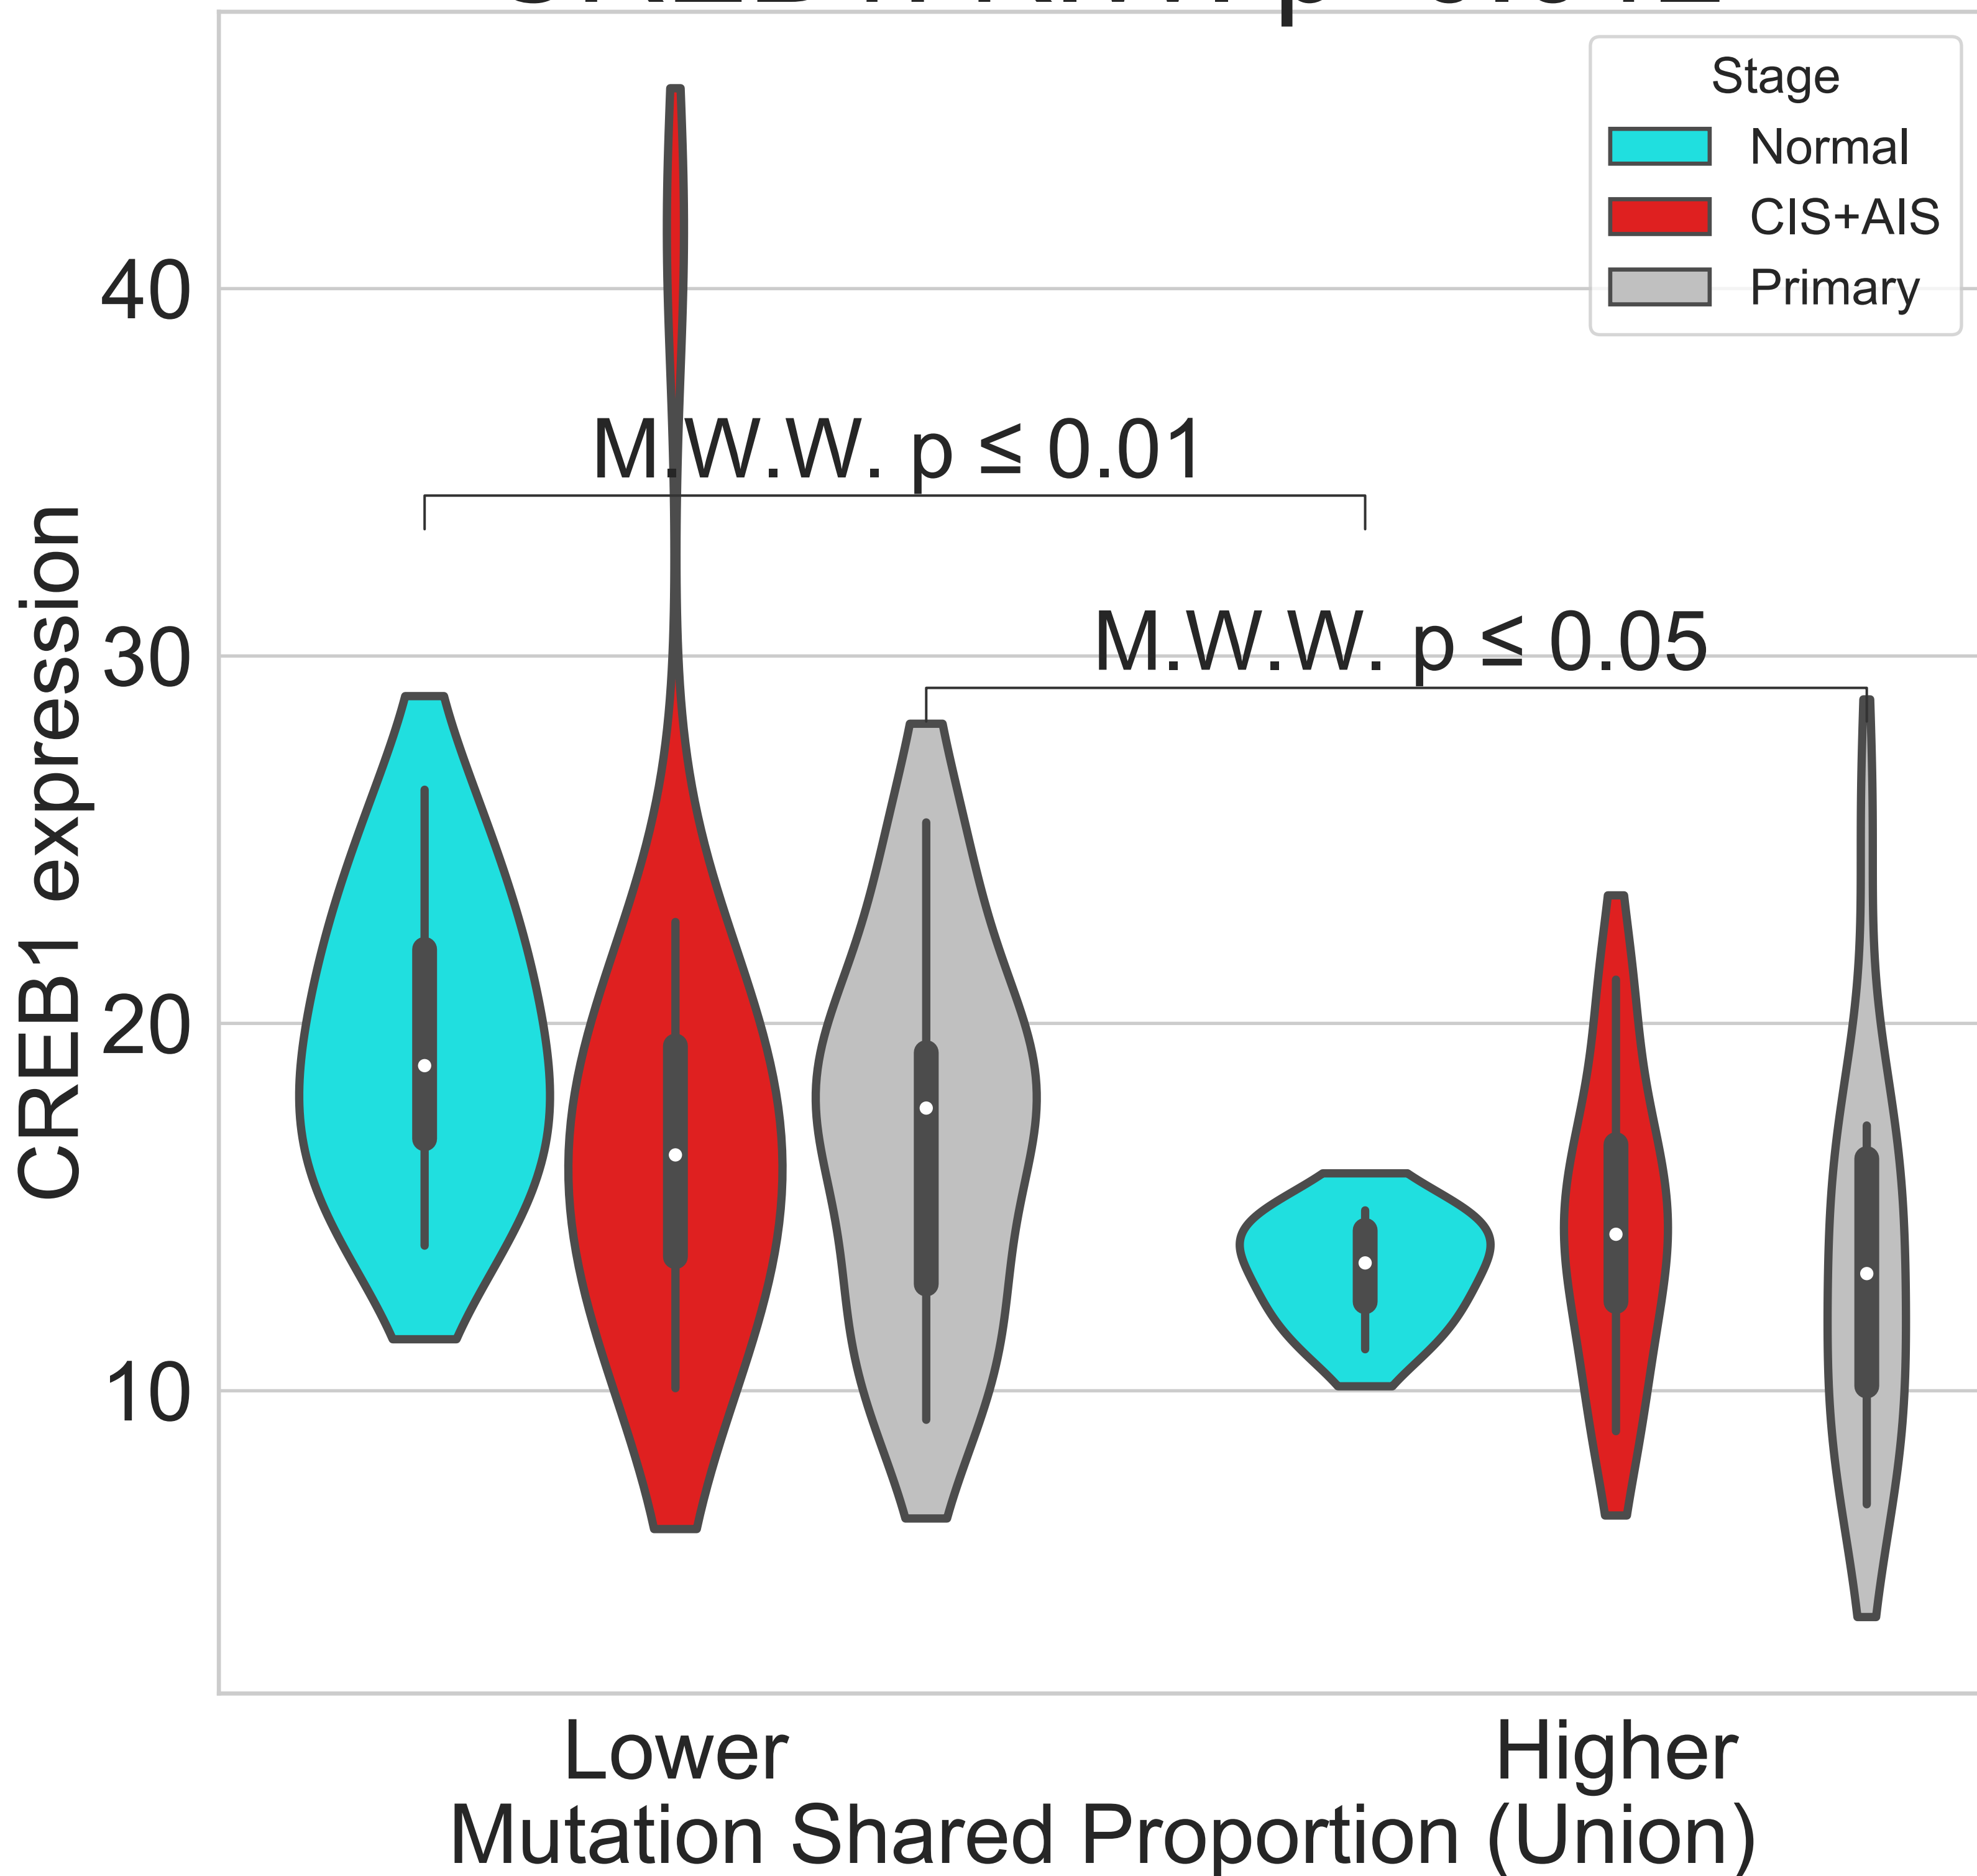 Stage
Normal
CIS+AIS
Primary
40
M.W.W. p ≤ 0.01
30
M.W.W. p ≤ 0.05
20
10
CREB1 expression
Lower
Higher
Mutation Shared Proportion (Union)